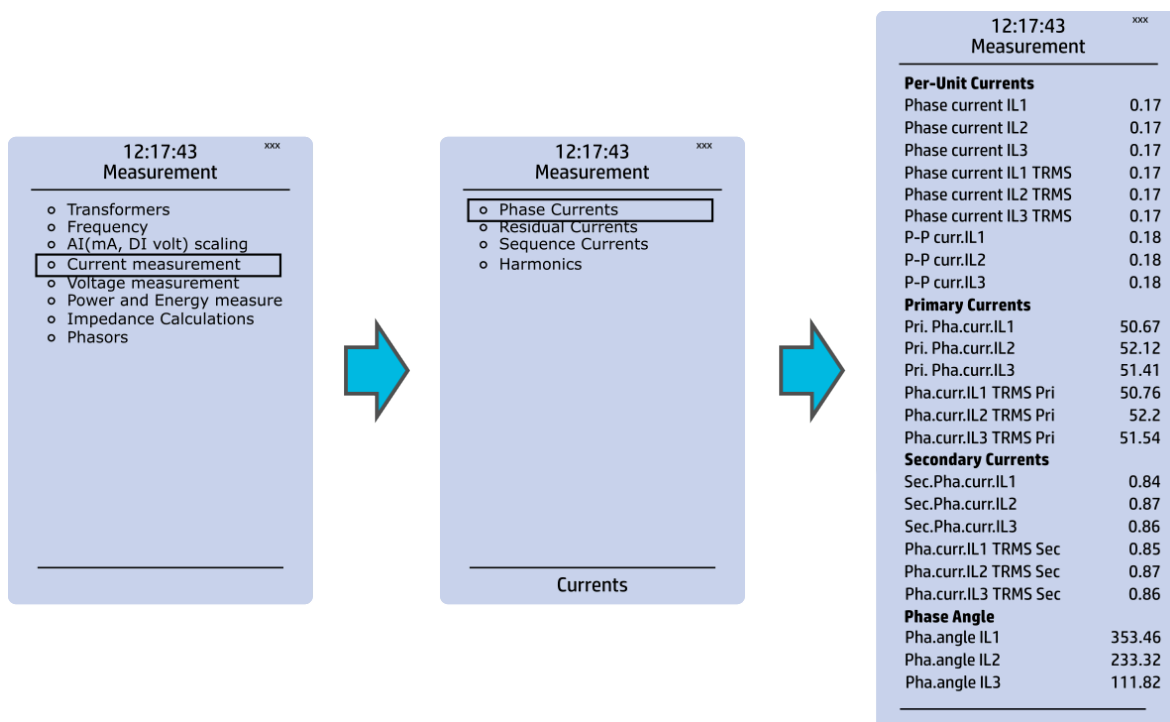 12:17:43 xxx
Measurement
Transformers
Frequency
AI(mA, DI volt) scaling
Current measurement
Voltage measurement
Power and Energy measure
Impedance Calculations
Phasors
12:17:43 xxx
Measurement
Phase Currents
Residual Currents
Sequence Currents
Harmonics
Currents
12:17:43 xxx
Measurement
Per-Unit Currents
Phase current IL1 0.17
Phase current IL2 0.17
Phase current IL3 0.17
Phase current IL1 TRMS 0.17
Phase current IL2 TRMS 0.17
Phase current IL3 TRMS 0.17
P-P curr.IL1 0.18
P-P curr.IL2 0.18
P-P curr.IL3 0.18
Primary Currents
Pri. Pha.curr.IL1 50.67
Pri. Pha.curr.IL2 52.12
Pri. Pha.curr.IL3 51.41
Pha.curr.IL1 TRMS Pri 50.76
Pha.curr.IL2 TRMS Pri 52.2
Pha.curr.IL3 TRMS Pri 51.54
Secondary Currents
Sec.Pha.curr.IL1 0.84
Sec.Pha.curr.IL2 0.87
Sec.Pha.curr.IL3 0.86
Pha.curr.IL1 TRMS Sec 0.85
Pha.curr.IL2 TRMS Sec 0.87
Pha.curr.IL3 TRMS Sec 0.86
Phase Angle
Pha.angle IL1 353.46
Pha.angle IL2 233.32
Pha.angle IL3 111.82